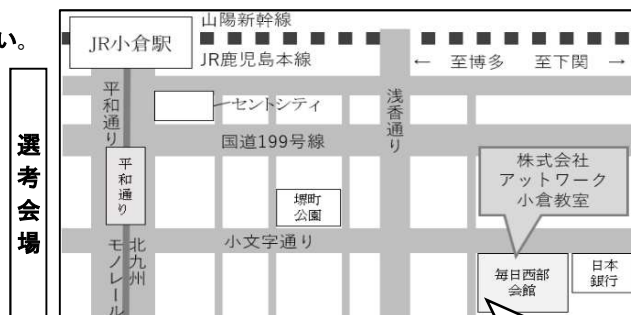 い。
選考会場
山陽新幹線
JR小倉駅
JR鹿児島本線
← 至博多 至下関 →
平和通り
セントシティ
浅香通り
国道199号線
平和通り
株式会社
アットワーク
小倉教室
堺町
公園
小文字通り
北九州
モノレール
毎日西部
会館
日本
銀行